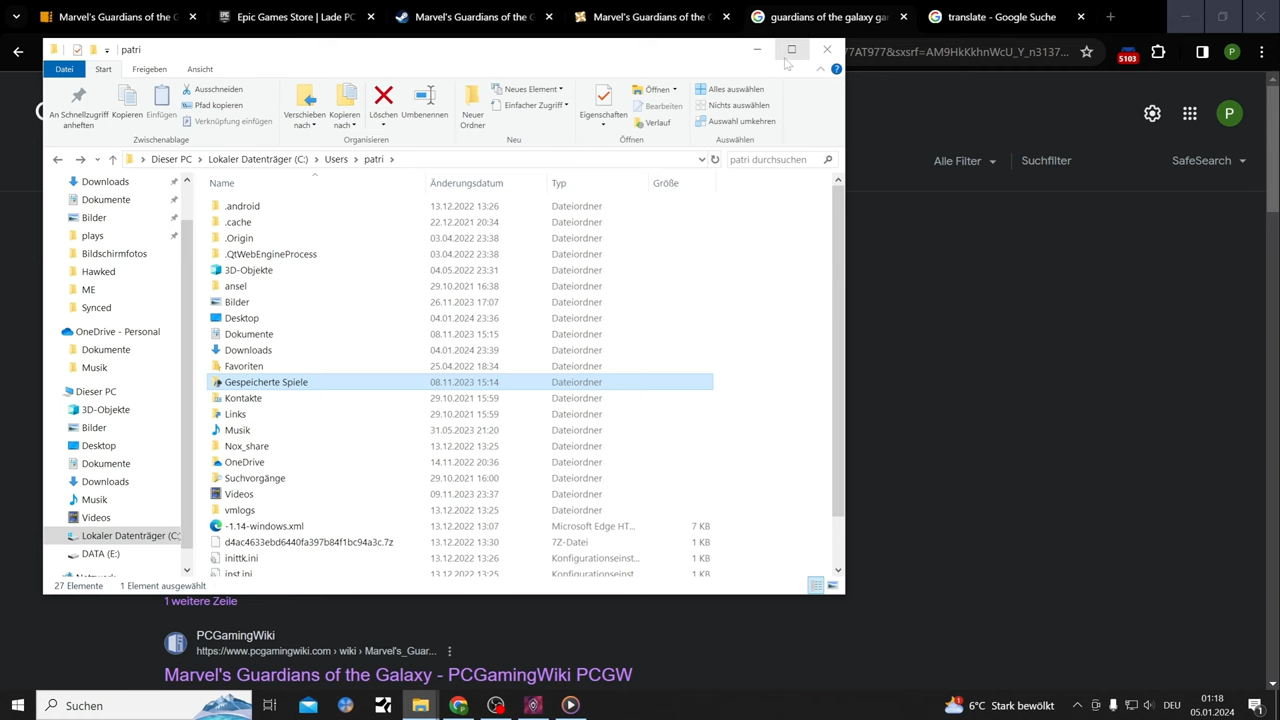 Marvel's Guardians of the G
Epic Games Store | Lade PC
Marvel's Guardians of the G
Marvel's Guardians of the G
guardians of the galaxy gar
translate - Google Suche
7AT977&sxsrf=AM9HkKkhnWcU_Y_n3137...
5103
P
patri
Datei
Start
Freigeben
Ansicht
An Schnellzugriff anheften
Kopieren
Einfügen
Ausschneiden
Pfad kopieren
Verknüpfung einfügen
Zwischenablage
Verschieben nach
Kopieren nach
Löschen
Umbenennen
Organisieren
Neuer Ordner
Neues Element
Einfacher Zugriff
Neu
Eigenschaften
Öffnen
Bearbeiten
Verlauf
Öffnen
Alles auswählen
Nichts auswählen
Auswahl umkehren
Auswählen
P
Dieser PC
Lokaler Datenträger (C:)
Users
patri
patri durchsuchen
Alle Filter
Suchfilter
SafeSearch
Downloads
Dokumente
Bilder
plays
Bildschirmfotos
Hawked
ME
Synced
OneDrive - Personal
Dokumente
Musik
Dieser PC
3D-Objekte
Bilder
Desktop
Dokumente
Downloads
Musik
Videos
Lokaler Datenträger (C:
DATA (E:)
Name Änderungsdatum Typ Größe
.android 13.12.2022 13:26 Dateiordner
.cache 22.12.2021 20:34 Dateiordner
.Origin 03.04.2022 23:38 Dateiordner
.QtWebEngineProcess 03.04.2022 23:38 Dateiordner
3D-Objekte 04.05.2022 23:31 Dateiordner
ansel 29.10.2021 16:38 Dateiordner
Bilder 26.11.2023 17:07 Dateiordner
Desktop 04.01.2024 23:36 Dateiordner
Dokumente 08.11.2023 15:15 Dateiordner
Downloads 04.01.2024 23:39 Dateiordner
Favoriten 25.04.2022 18:34 Dateiordner
Gespeicherte Spiele 08.11.2023 15:14 Dateiordner
Kontakte 29.10.2021 15:59 Dateiordner
Links 29.10.2021 15:59 Dateiordner
Musik 31.05.2023 21:20 Dateiordner
Nox_share 13.12.2022 13:25 Dateiordner
OneDrive 14.11.2022 20:36 Dateiordner
Suchvorgänge 29.10.2021 16:00 Dateiordner
Videos 09.11.2023 23:37 Dateiordner
vmlogs 13.12.2022 13:25 Dateiordner
-1.14-windows.xml 13.12.2022 13:07 Microsoft Edge HT... 7 KB
d4ac4633ebd6440fa397b84f1bc94a3c.7z 13.12.2022 13:30 7Z-Datei 1 KB
inittk.ini 13.12.2022 13:26 Konfigurationseinst... 1 KB
inst.ini 13.12.2022 13:25 Konfigurationseinst... 1 KB
27 Elemente 1 Element ausgewählt
1 weitere Zeile
PCGamingWiki
https://www.pcgamingwiki.com › wiki › Marvel's_Guar...
Marvel's Guardians of the Galaxy - PCGamingWiki PCGW
Suchen
6°C Stark bewölkt
DEU
01:18
05.01.2024
1